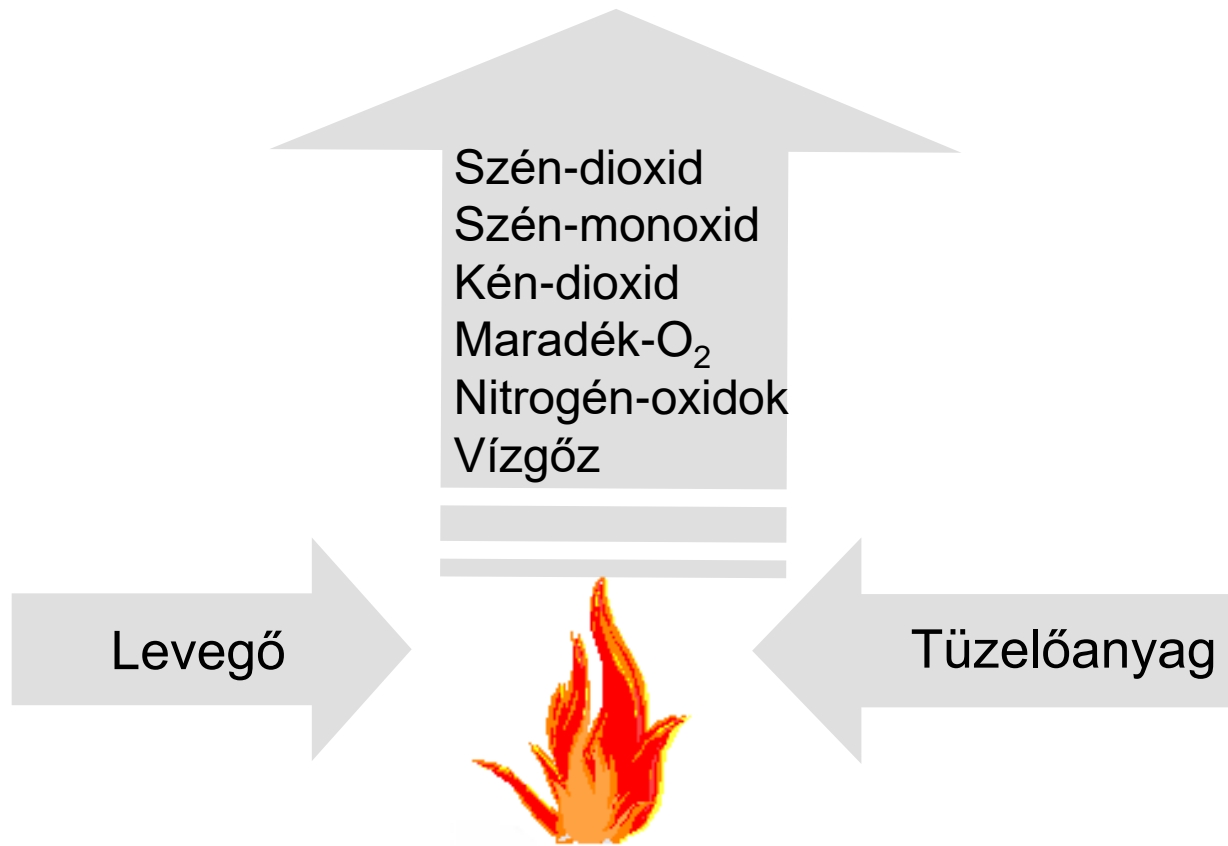 Szén-dioxid
Szén-monoxid
Kén-dioxid
Maradék-O₂
Nitrogén-oxidok
Vízgőz
Levegő
Tüzelőanyag